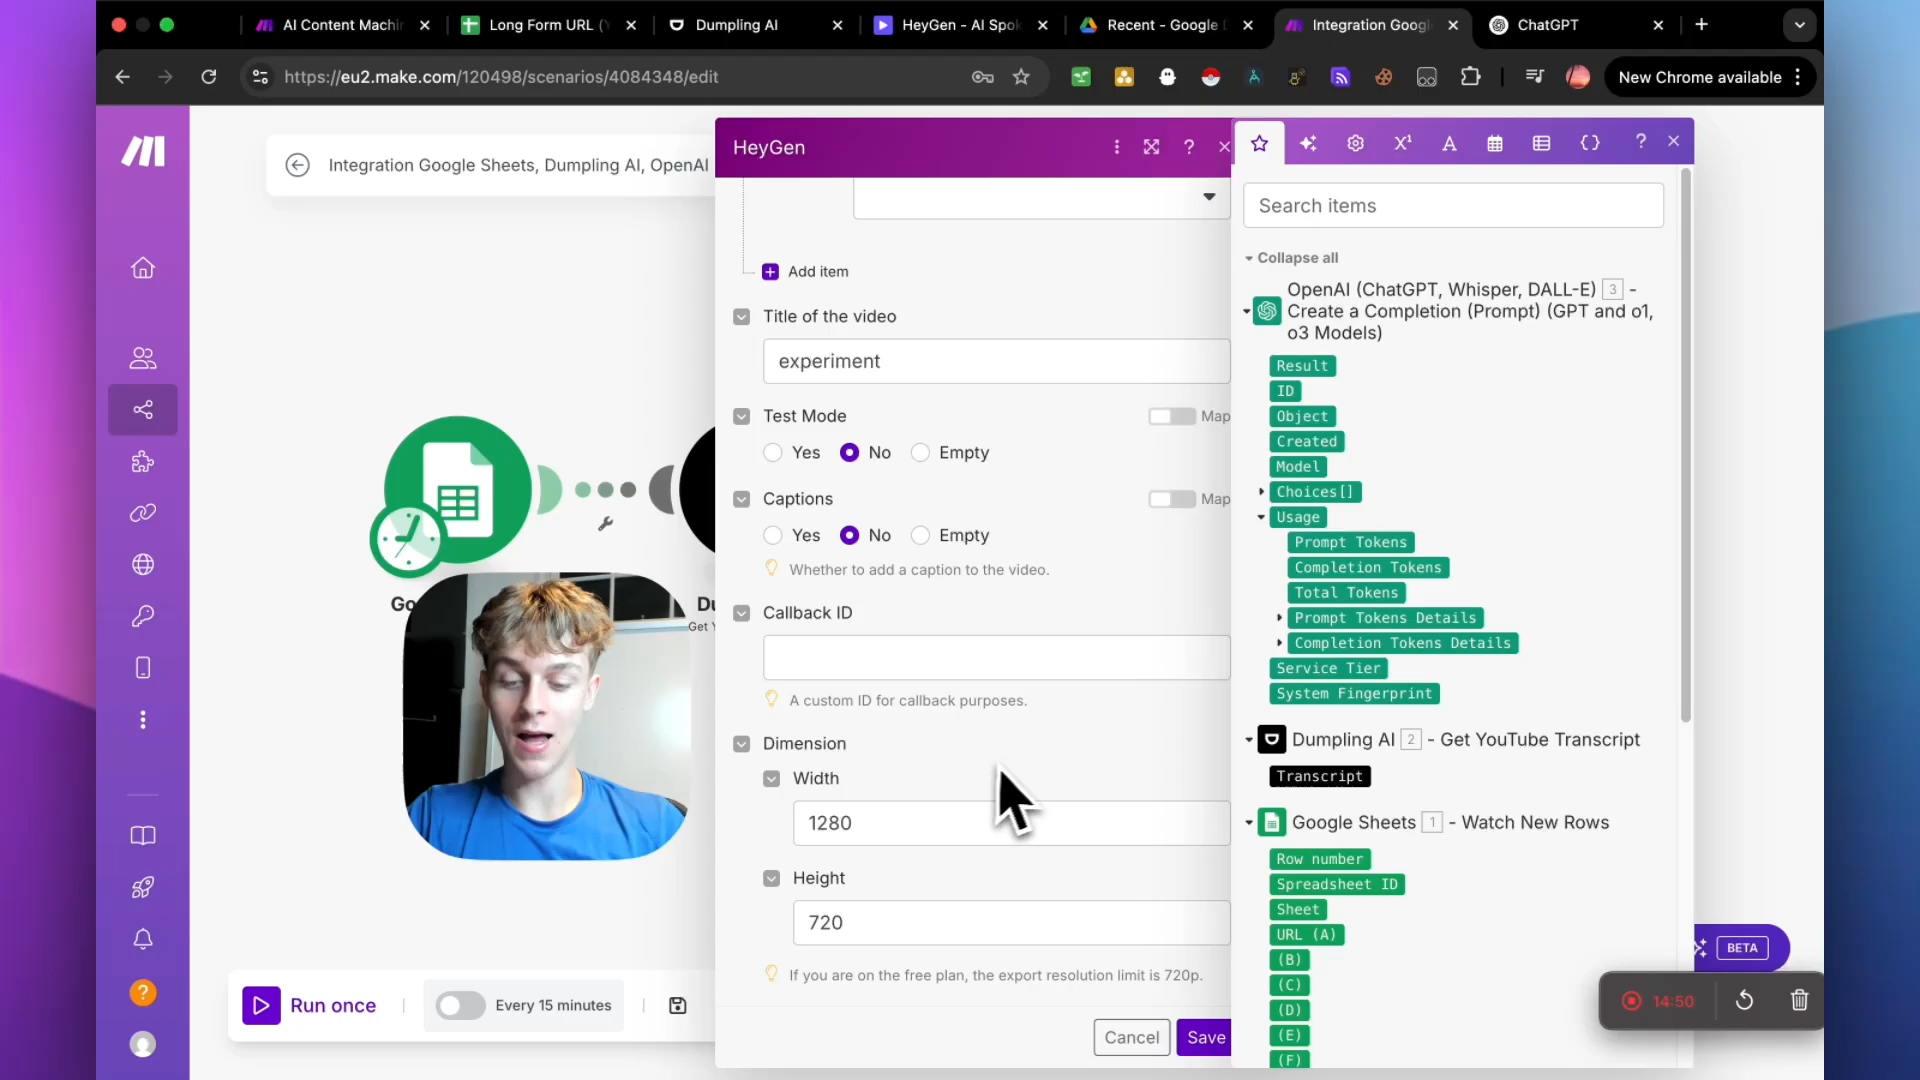 AI Content Machin
Long Form URL (
Dumpling AI
HeyGen - AI Spok
Recent - Google D
Integration Googl
ChatGPT
https://eu2.make.com/120498/scenarios/4084348/edit
New Chrome available
Integration Google Sheets, Dumpling AI, OpenAI
HeyGen
Add item
Title of the video
experiment
Test Mode
Map
Yes
No
Empty
Captions
Map
Yes
No
Empty
Whether to add a caption to the video.
Callback ID
A custom ID for callback purposes.
Dimension
Width
1280
Height
720
If you are on the free plan, the export resolution limit is 720p.
Cancel
Save
Search items
Collapse all
OpenAI (ChatGPT, Whisper, DALL-E) 3 -
Create a Completion (Prompt) (GPT and o1,
o3 Models)
Result
ID
Object
Created
Model
Choices[]
Usage
Prompt Tokens
Completion Tokens
Total Tokens
Prompt Tokens Details
Completion Tokens Details
Service Tier
System Fingerprint
Dumpling AI 2 - Get YouTube Transcript
Transcript
Google Sheets 1 - Watch New Rows
Row number
Spreadsheet ID
Sheet
URL (A)
(B)
(C)
(D)
(E)
(F)
Go
Du
Get Y
Run once
Every 15 minutes
BETA
14:50